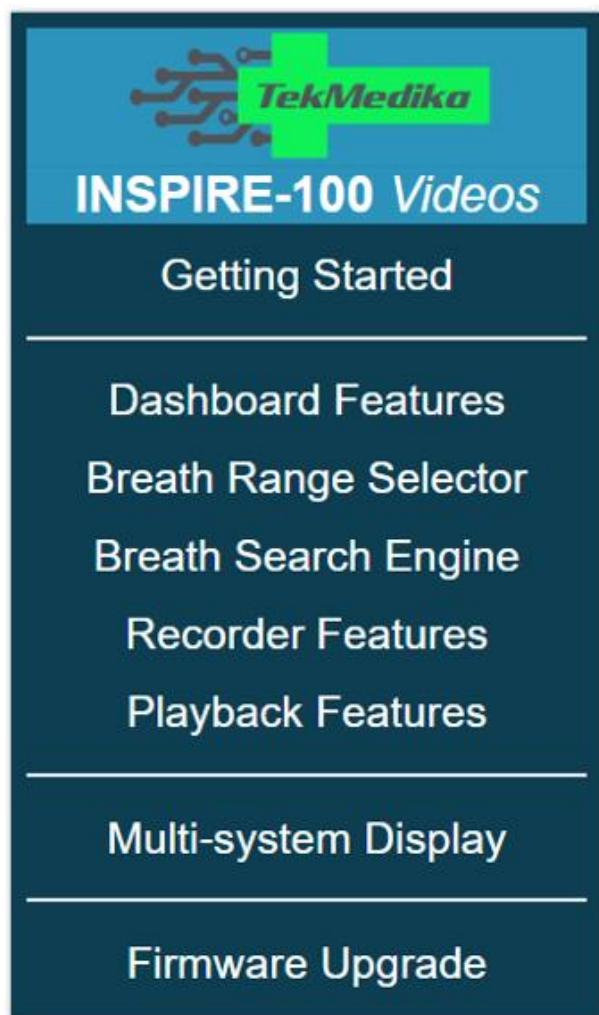 TekMedika
INSPIRE-100 Videos
Getting Started
Dashboard Features
Breath Range Selector
Breath Search Engine
Recorder Features
Playback Features
Multi-system Display
Firmware Upgrade